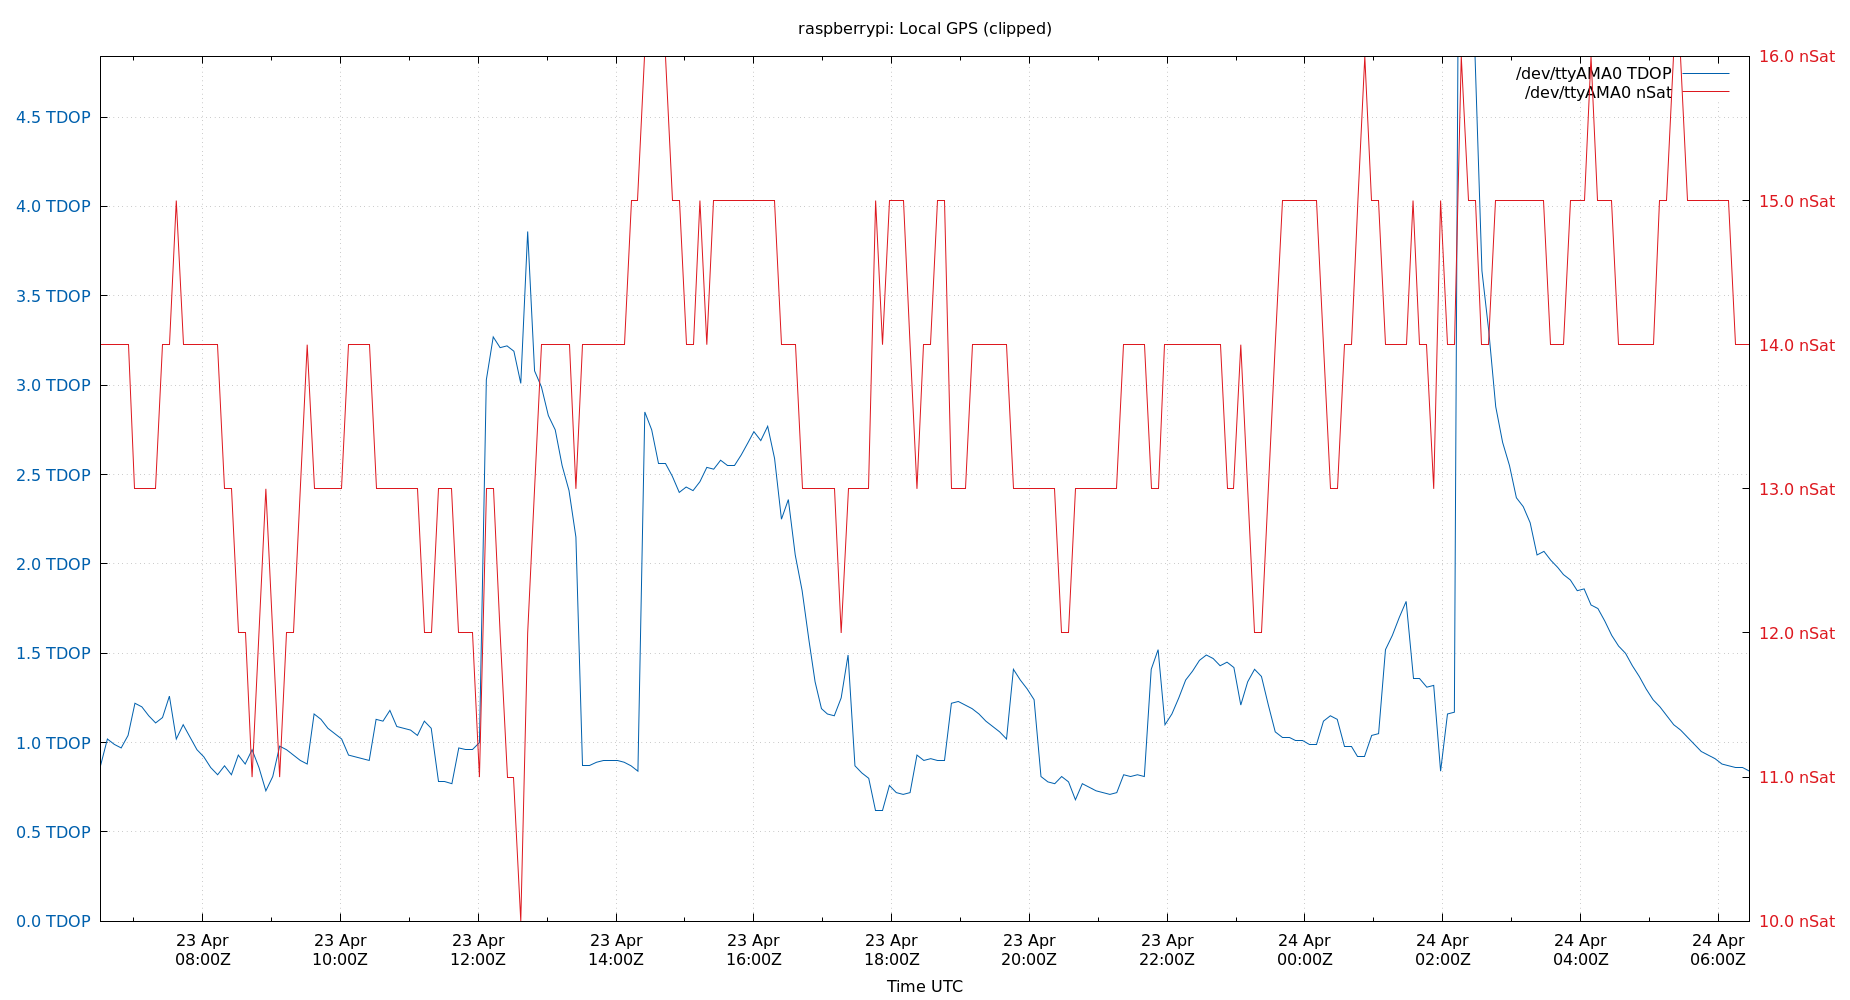 raspberrypi: Local GPS (clipped)
/dev/ttyAMA0 TDOP
/dev/ttyAMA0 nSat
4.5 TDOP
4.0 TDOP
3.5 TDOP
3.0 TDOP
2.5 TDOP
2.0 TDOP
1.5 TDOP
1.0 TDOP
0.5 TDOP
0.0 TDOP
16.0 nSat
15.0 nSat
14.0 nSat
13.0 nSat
12.0 nSat
11.0 nSat
10.0 nSat
23 Apr
08:00Z
23 Apr
10:00Z
23 Apr
12:00Z
23 Apr
14:00Z
23 Apr
16:00Z
23 Apr
18:00Z
23 Apr
20:00Z
23 Apr
22:00Z
24 Apr
00:00Z
24 Apr
02:00Z
24 Apr
04:00Z
24 Apr
06:00Z
Time UTC